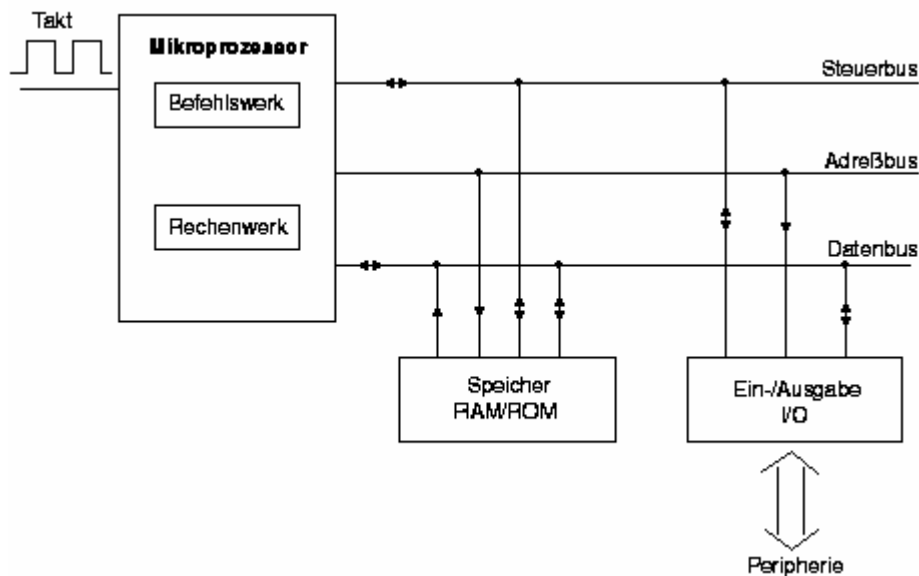 Takt
Mikroprozessor
Steuerbus
Befehlswerk
Adreßbus
Rechenwerk
Datenbus
Speicher
RAM/ROM
Ein-/Ausgabe
I/O
Peripherie